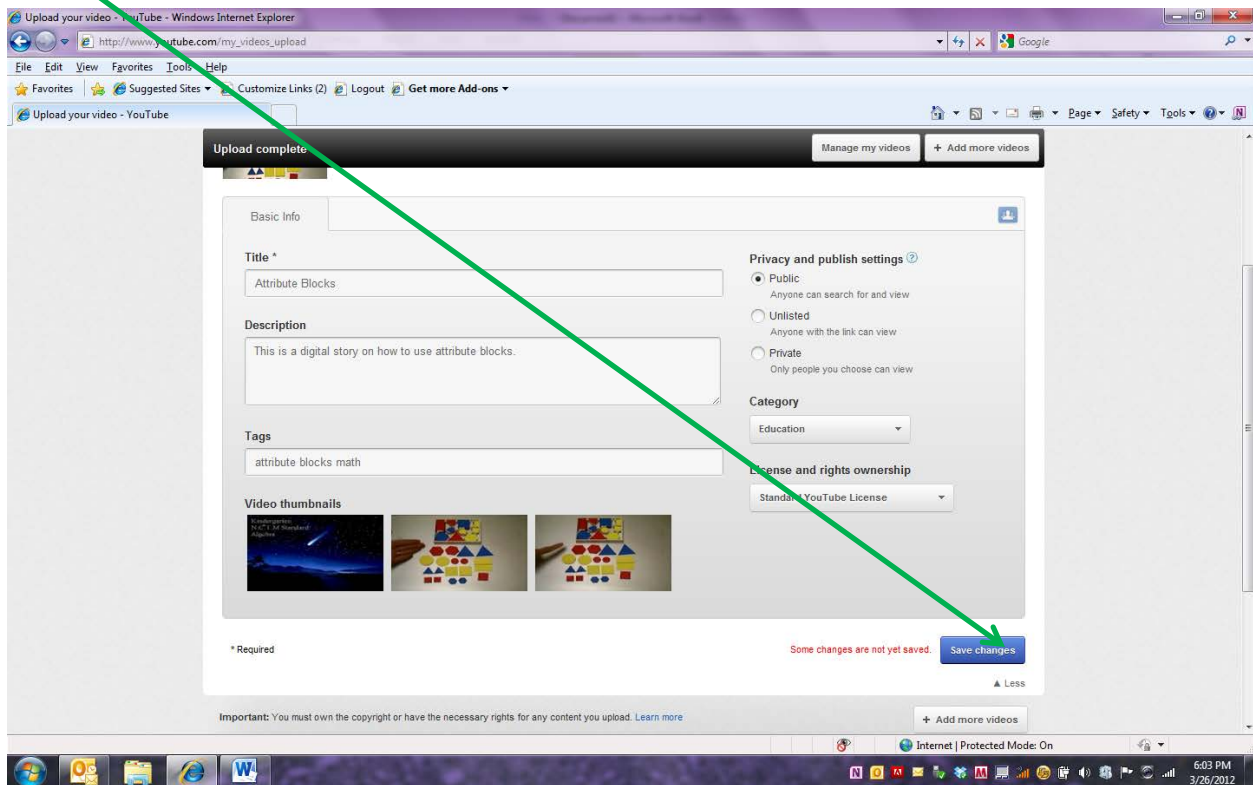 Upload your video - YouTube - Windows Internet Explorer
http://www.youtube.com/my_videos_upload
Google
File Edit View Favorites Tools Help
Favorites Suggested Sites Customize Links (2) Logout Get more Add-ons
Upload your video - YouTube
Page Safety Tools
Upload complete
Manage my videos
+ Add more videos
Basic Info
Title *
Attribute Blocks
Description
This is a digital story on how to use attribute blocks.
Tags
attribute blocks math
Video thumbnails
Kindergarten
Standard
Algebra
Privacy and publish settings
Public
Anyone can search for and view
Unlisted
Anyone with the link can view
Private
Only people you choose can view
Category
Education
License and rights ownership
Standard YouTube License
* Required
Some changes are not yet saved.
Save changes
Less
Important: You must own the copyright or have the necessary rights for any content you upload. Learn more
+ Add more videos
Internet | Protected Mode: On
6:03 PM
3/26/2012